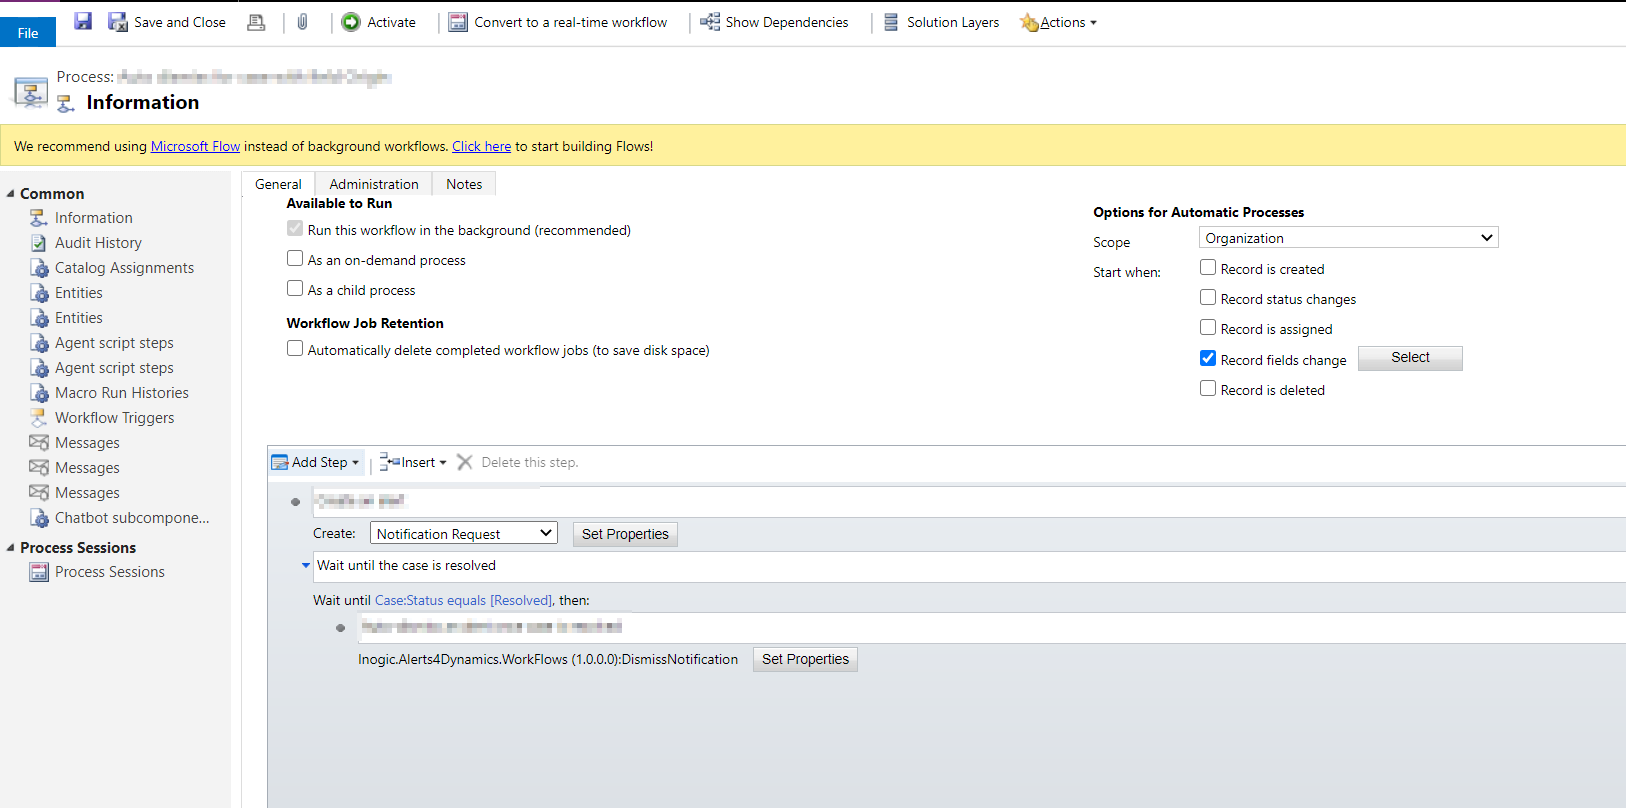 File
Save and Close
Activate
Convert to a real-time workflow
Show Dependencies
Solution Layers
Actions
Process:
Information
We recommend using Microsoft Flow instead of background workflows. Click here to start building Flows!
Common
Information
Audit History
Catalog Assignments
Entities
Entities
Agent script steps
Agent script steps
Macro Run Histories
Workflow Triggers
Messages
Messages
Messages
Chatbot subcompone...
Process Sessions
Process Sessions
General
Administration
Notes
Available to Run
Run this workflow in the background (recommended)
As an on-demand process
As a child process
Workflow Job Retention
Automatically delete completed workflow jobs (to save disk space)
Options for Automatic Processes
Scope
Organization
Start when:
Record is created
Record status changes
Record is assigned
Record fields change
Select
Record is deleted
Add Step
Insert
Delete this step.
Create:
Notification Request
Set Properties
Wait until the case is resolved
Wait until Case:Status equals [Resolved], then:
Inogic.Alerts4Dynamics.WorkFlows (1.0.0.0):DismissNotification
Set Properties